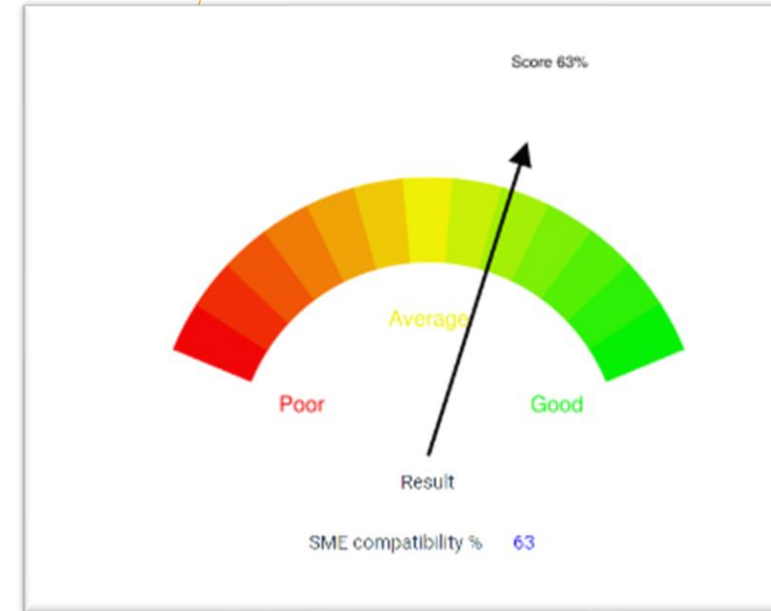 Score 63%
Average
Poor
Good
Result
SME compatibility % 63